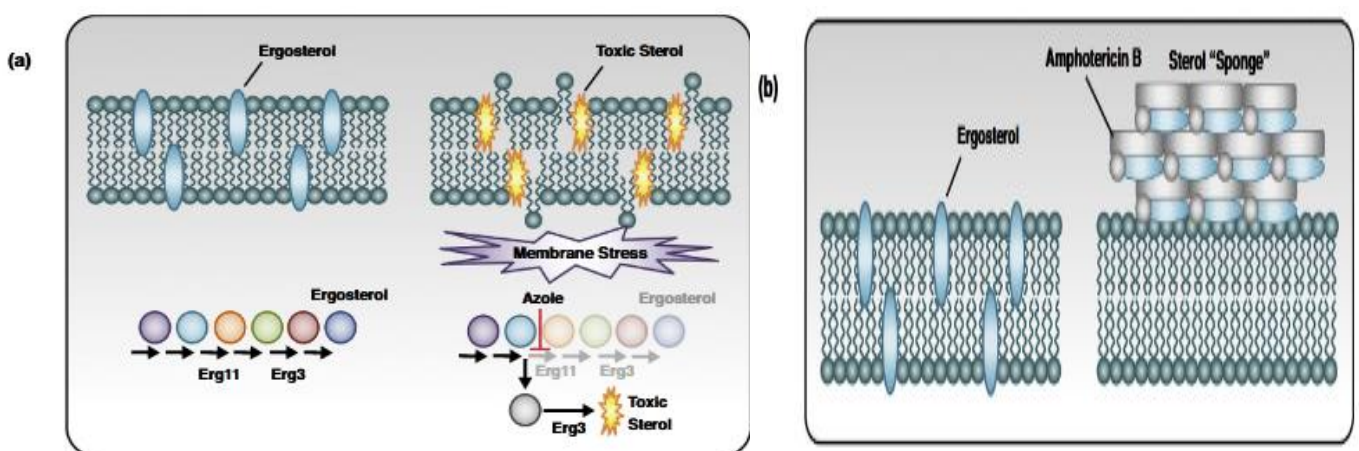 (a)
Ergosterol
Toxic Sterol
Membrane Stress
Ergosterol
Erg11
Erg3
Azole
Ergosterol
Erg11
Erg3
Erg3
Toxic
Sterol
(b)
Amphotericin B
Sterol "Sponge"
Ergosterol